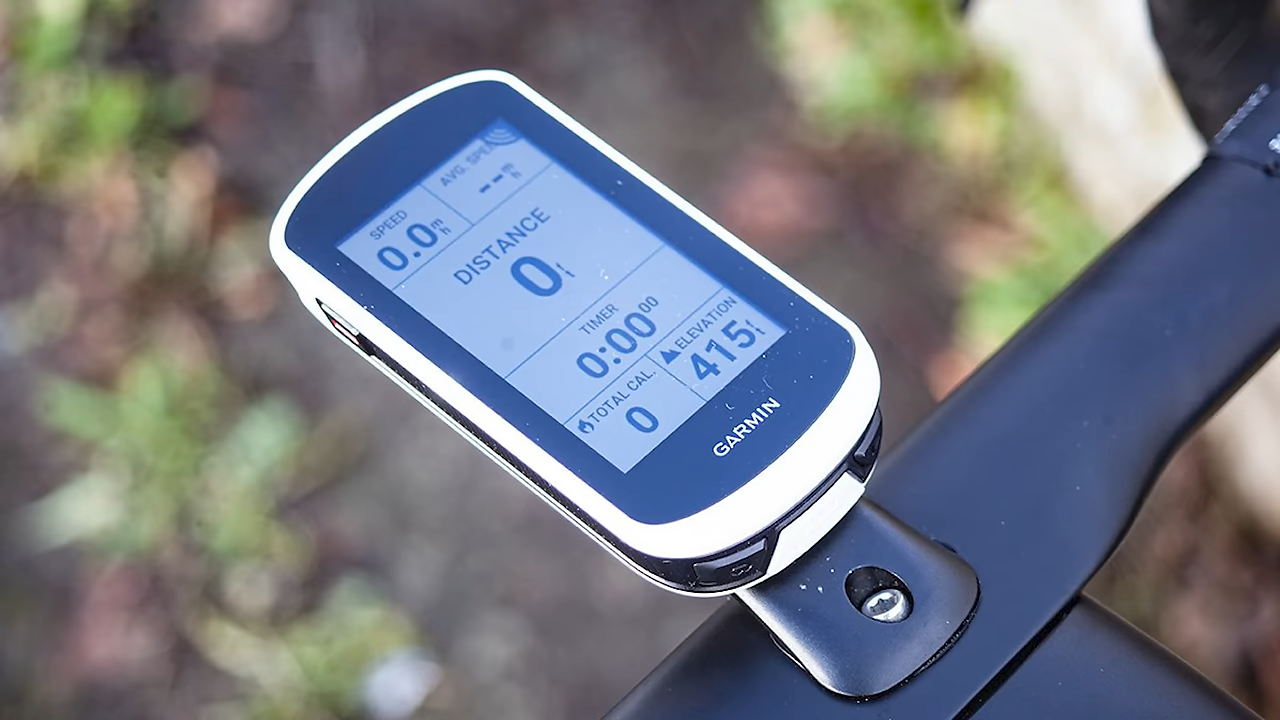 SPEED
0.0 m/h
AVG. SPE
-- m/h
DISTANCE
0
TIMER
0:00 00
TOTAL CAL.
0
ELEVATION
415
GARMIN